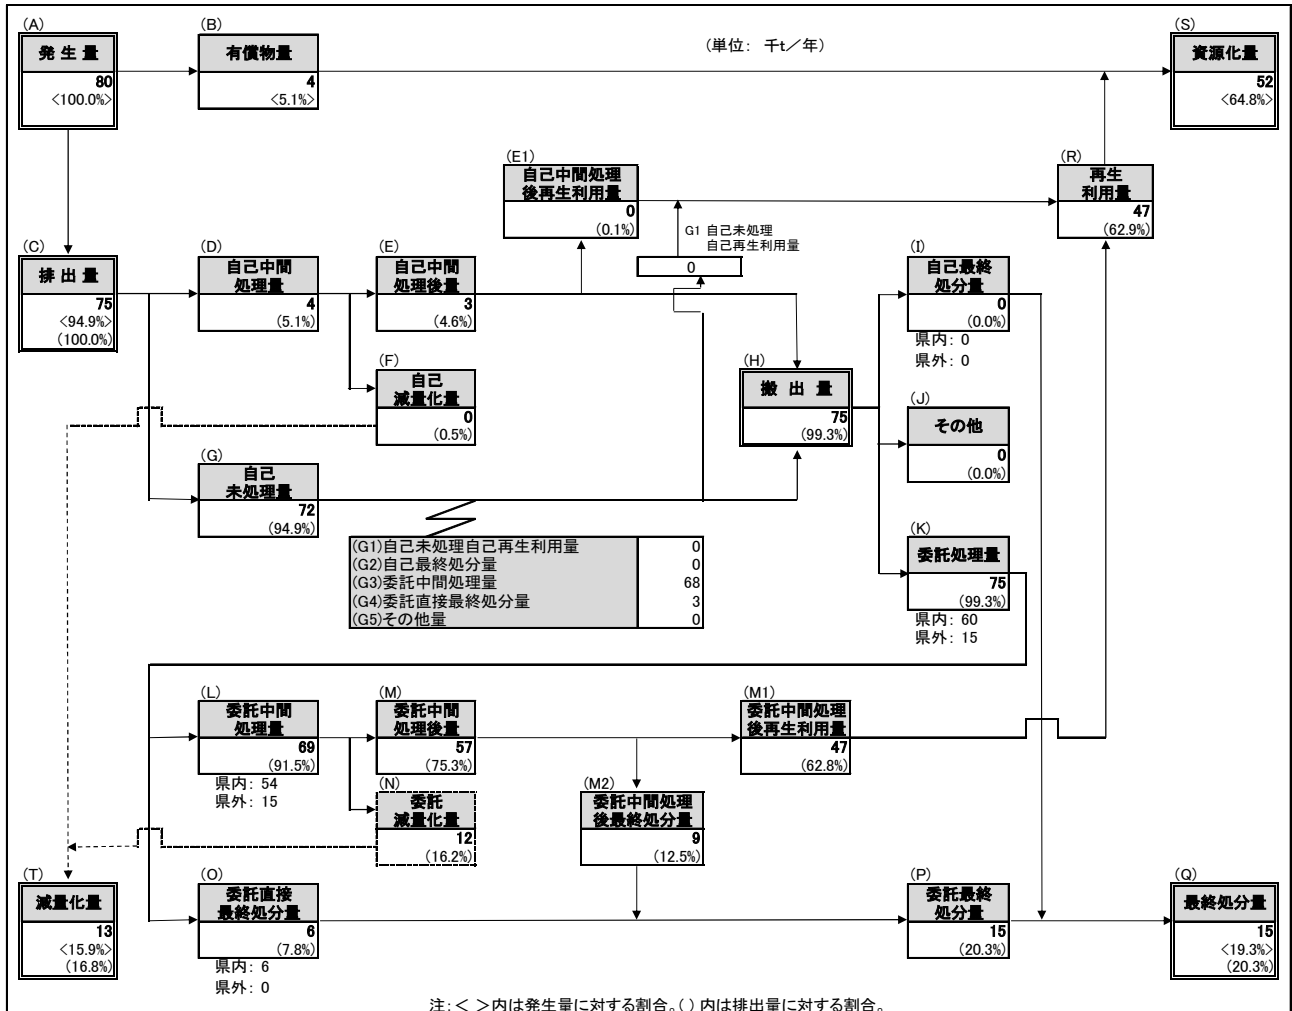 (A)
発 生 量
80
<100.0%>
(B)
有償物量
4
<5.1%>
(単位： 千t／年)
(S)
資源化量
52
<64.8%>
(E1)
自己中間処理
後再生利用量
0
(0.1%)
G1 自己未処理
自己再生利用量
0
(R)
再生
利用量
47
(62.9%)
(C)
排 出 量
75
<94.9%>
(100.0%)
(D)
自己中間
処理量
4
(5.1%)
(E)
自己中間
処理後量
3
(4.6%)
(F)
自己
減量化量
0
(0.5%)
(G)
自己
未処理量
72
(94.9%)
(G1)自己未処理自己再生利用量 0
(G2)自己最終処分量 0
(G3)委託中間処理量 68
(G4)委託直接最終処分量 3
(G5)その他量 0
(H)
搬 出 量
75
(99.3%)
(I)
自己最終
処分量
0
(0.0%)
県内： 0
県外： 0
(J)
その他
0
(0.0%)
(K)
委託処理量
75
(99.3%)
県内： 60
県外： 15
(L)
委託中間
処理量
69
(91.5%)
県内： 54
県外： 15
(M)
委託中間
処理後量
57
(75.3%)
(N)
委託
減量化量
12
(16.2%)
(M1)
委託中間処理
後再生利用量
47
(62.8%)
(M2)
委託中間処理
後最終処分量
9
(12.5%)
(T)
減量化量
13
<15.9%>
(16.8%)
(O)
委託直接
最終処分量
6
(7.8%)
県内： 6
県外： 0
(P)
委託最終
処分量
15
(20.3%)
(Q)
最終処分量
15
<19.3%>
(20.3%)
注：＜ ＞内は発生量に対する割合。( ) 内は排出量に対する割合。